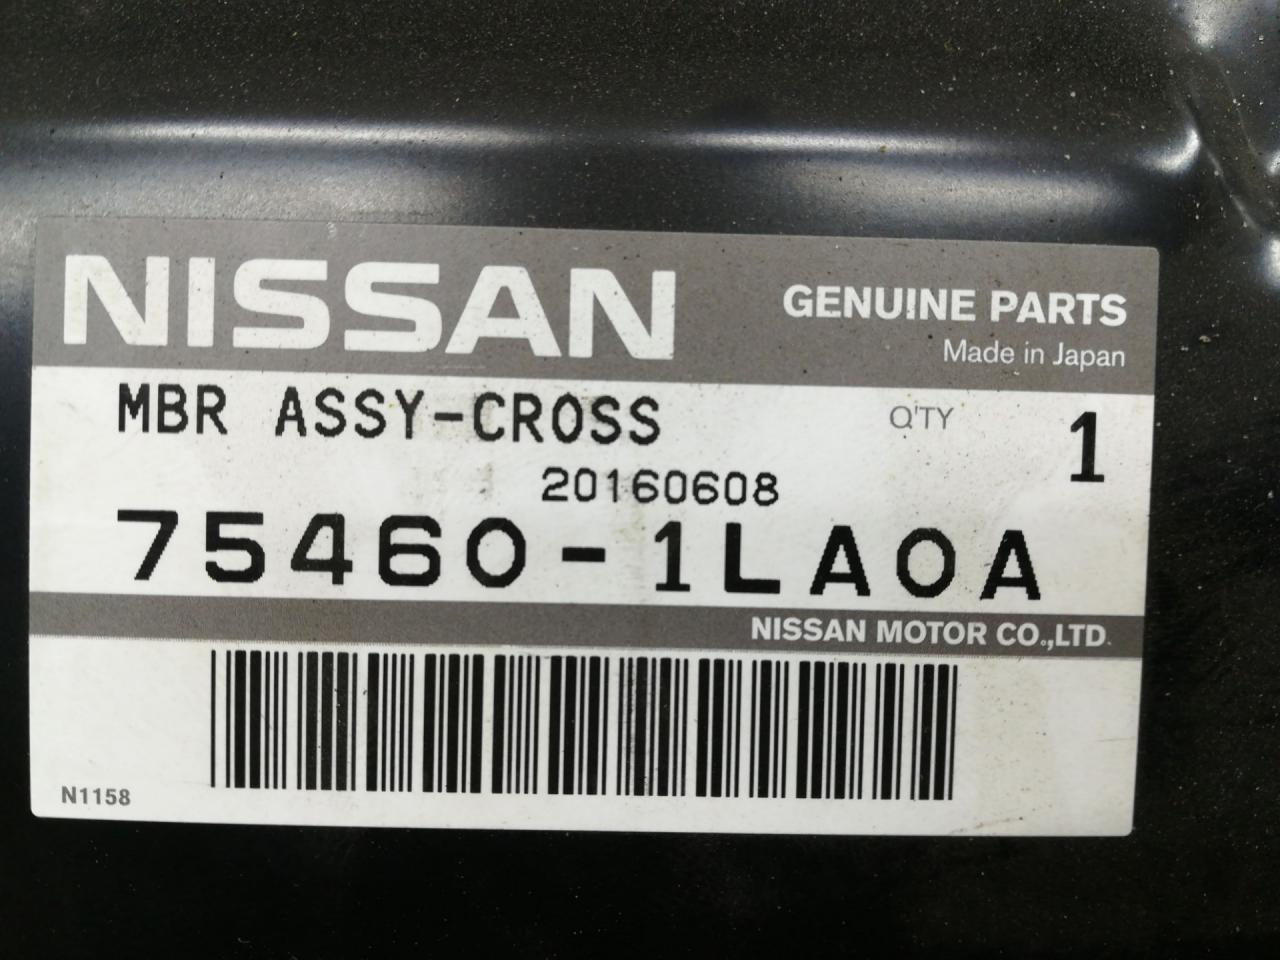 NISSAN
GENUINE PARTS
Made in Japan
MBR ASSY-CROSS
Q'TY 1
20160608
75460-1LA0A
NISSAN MOTOR CO.,LTD.
N1158